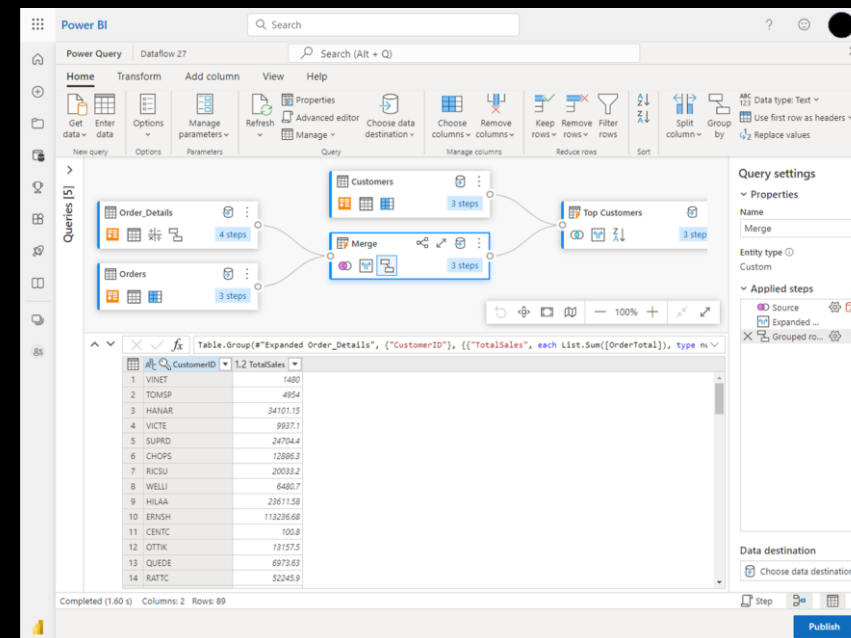 Power BI
Search
Power Query Dataflow 27
Search (Alt + Q)
Home Transform Add column View Help
Get data
Enter data
Options
Manage parameters
Refresh
Properties
Advanced editor
Manage
Choose data destination
Choose columns
Remove columns
Keep rows
Remove rows
Filter rows
Split column
Group by
Data type: Text
Use first row as headers
Replace values
New query Options Parameters Query Manage columns Reduce rows Sort
Queries [5]
Order_Details
4 steps
Orders
3 steps
Customers
3 steps
Merge
3 steps
Top Customers
3 step
100%
Query settings
Properties
Name
Merge
Entity type
Custom
Applied steps
Source
Expanded ...
Grouped ro...
fx Table.Group(#"Expanded Order_Details", {"CustomerID"}, {{"TotalSales", each List.Sum([OrderTotal]), type nu
CustomerID 1.2 TotalSales
1 VINET 1480
2 TOMSP 4954
3 HANAR 34101.15
4 VICTE 9937.1
5 SUPRD 24704.4
6 CHOPS 12886.3
7 RICSU 20033.2
8 WELLI 6480.7
9 HILAA 23611.58
10 ERNSH 113236.68
11 CENTC 100.8
12 OTTIK 13157.5
13 QUEDE 6973.63
14 RATTC 52245.9
Data destination
Choose data destination
Completed (1.60 s) Columns: 2 Rows: 89
Step
Publish